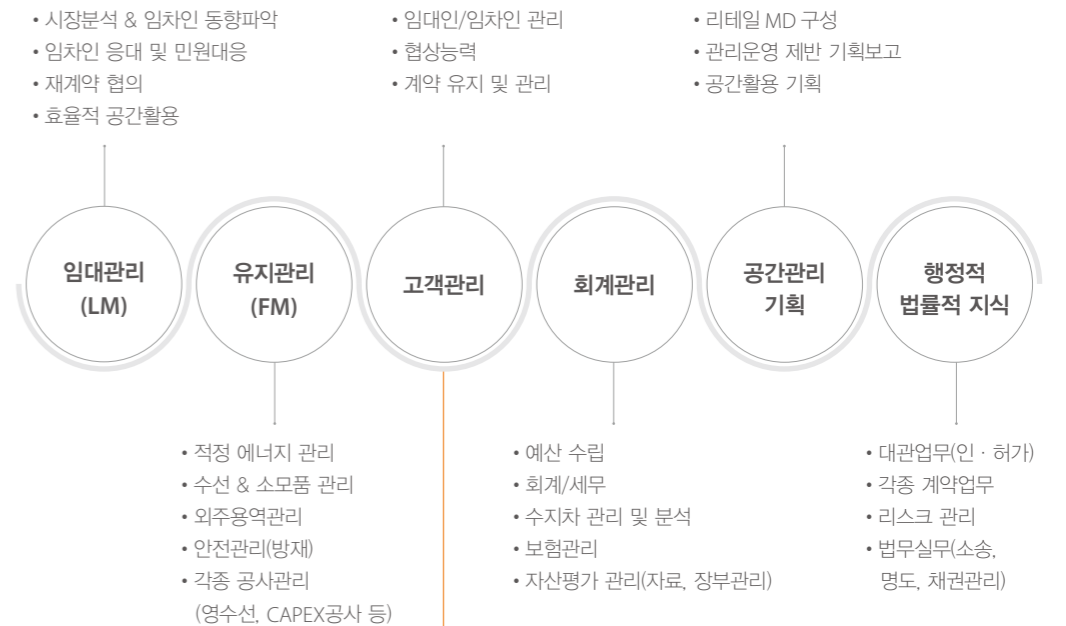 • 시장분석 & 임차인 동향파악
• 임차인 응대 및 민원대응
• 재계약 협의
• 효율적 공간활용
• 임대인/임차인 관리
• 협상능력
• 계약 유지 및 관리
• 리테일 MD 구성
• 관리운영 제반 기획보고
• 공간활용 기획
임대관리
(LM)
유지관리
(FM)
고객관리
회계관리
공간관리
기획
행정적
법률적 지식
• 적정 에너지 관리
• 수선 & 소모품 관리
• 외주용역관리
• 안전관리(방재)
• 각종 공사관리
(영수선, CAPEX공사 등)
• 예산 수립
• 회계/세무
• 수지차 관리 및 분석
• 보험관리
• 자산평가 관리(자료, 장부관리)
• 대관업무(인 · 허가)
• 각종 계약업무
• 리스크 관리
• 법무실무(소송,
명도, 채권관리)